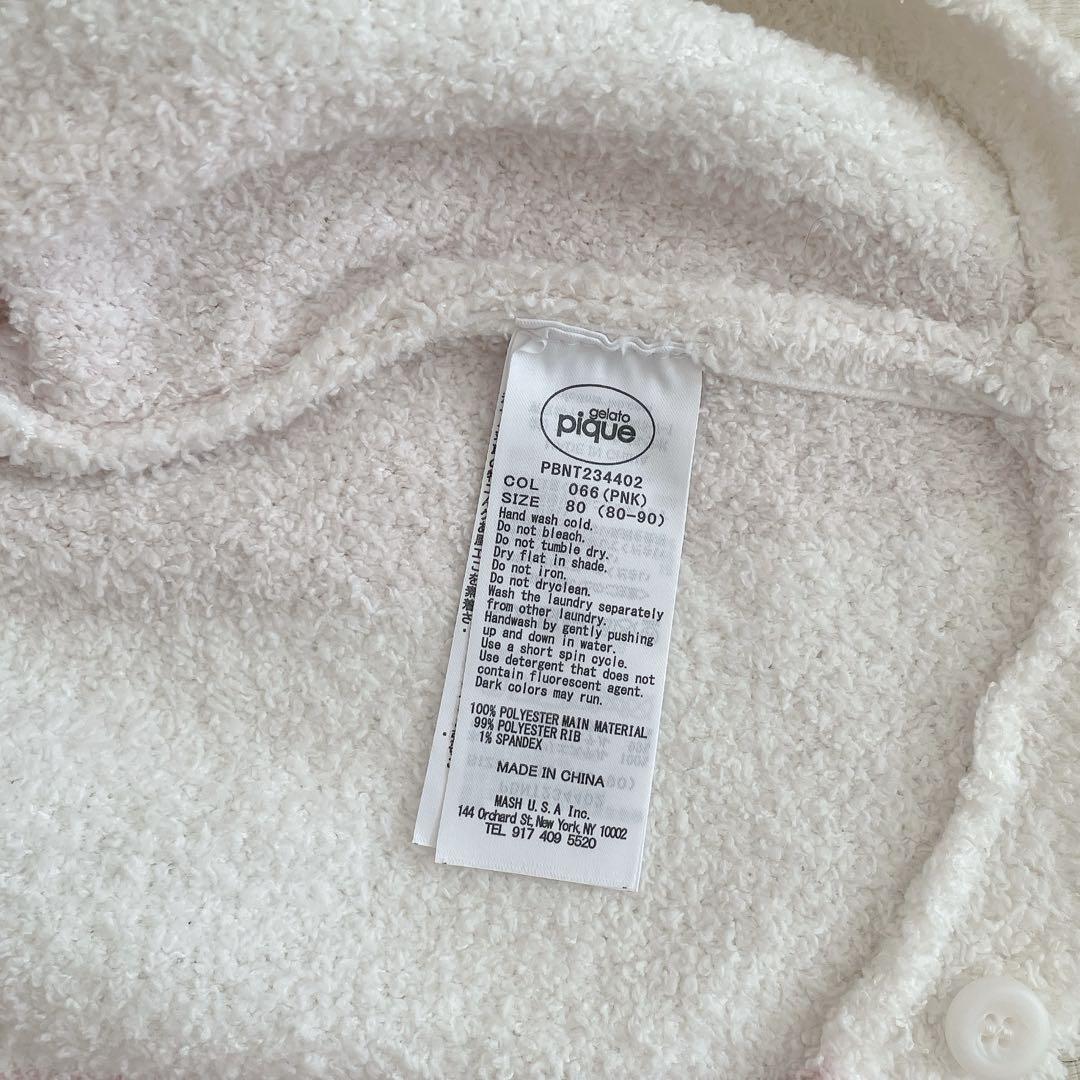 gelato
pique
PBNT234402
COL 066(PNK)
SIZE 80 (80-90)
Hand wash cold.
Do not bleach.
Do not tumble dry.
Dry flat in shade.
Do not iron.
Do not dryclean.
Wash the laundry separately
from other laundry.
Handwash by gently pushing
up and down in water.
Use a short spin cycle.
Use detergent that does not
contain fluorescent agent.
Dark colors may run.
100% POLYESTER MAIN MATERIAL
99% POLYESTER RIB
1% SPANDEX
MADE IN CHINA
MASH U.S.A Inc.
144 Orchard St, New York, NY 10002
TEL 917 409 5520